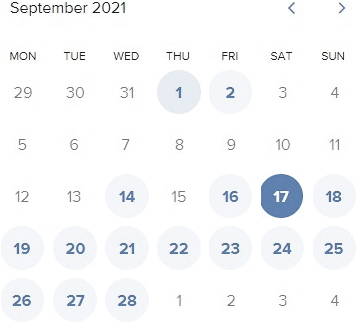 September 2021
MON TUE WED THU FRI SAT SUN
29 30 31 1 2 3 4
5 6 7 8 9 10 11
12 13 14 15 16 17 18
19 20 21 22 23 24 25
26 27 28 1 2 3 4